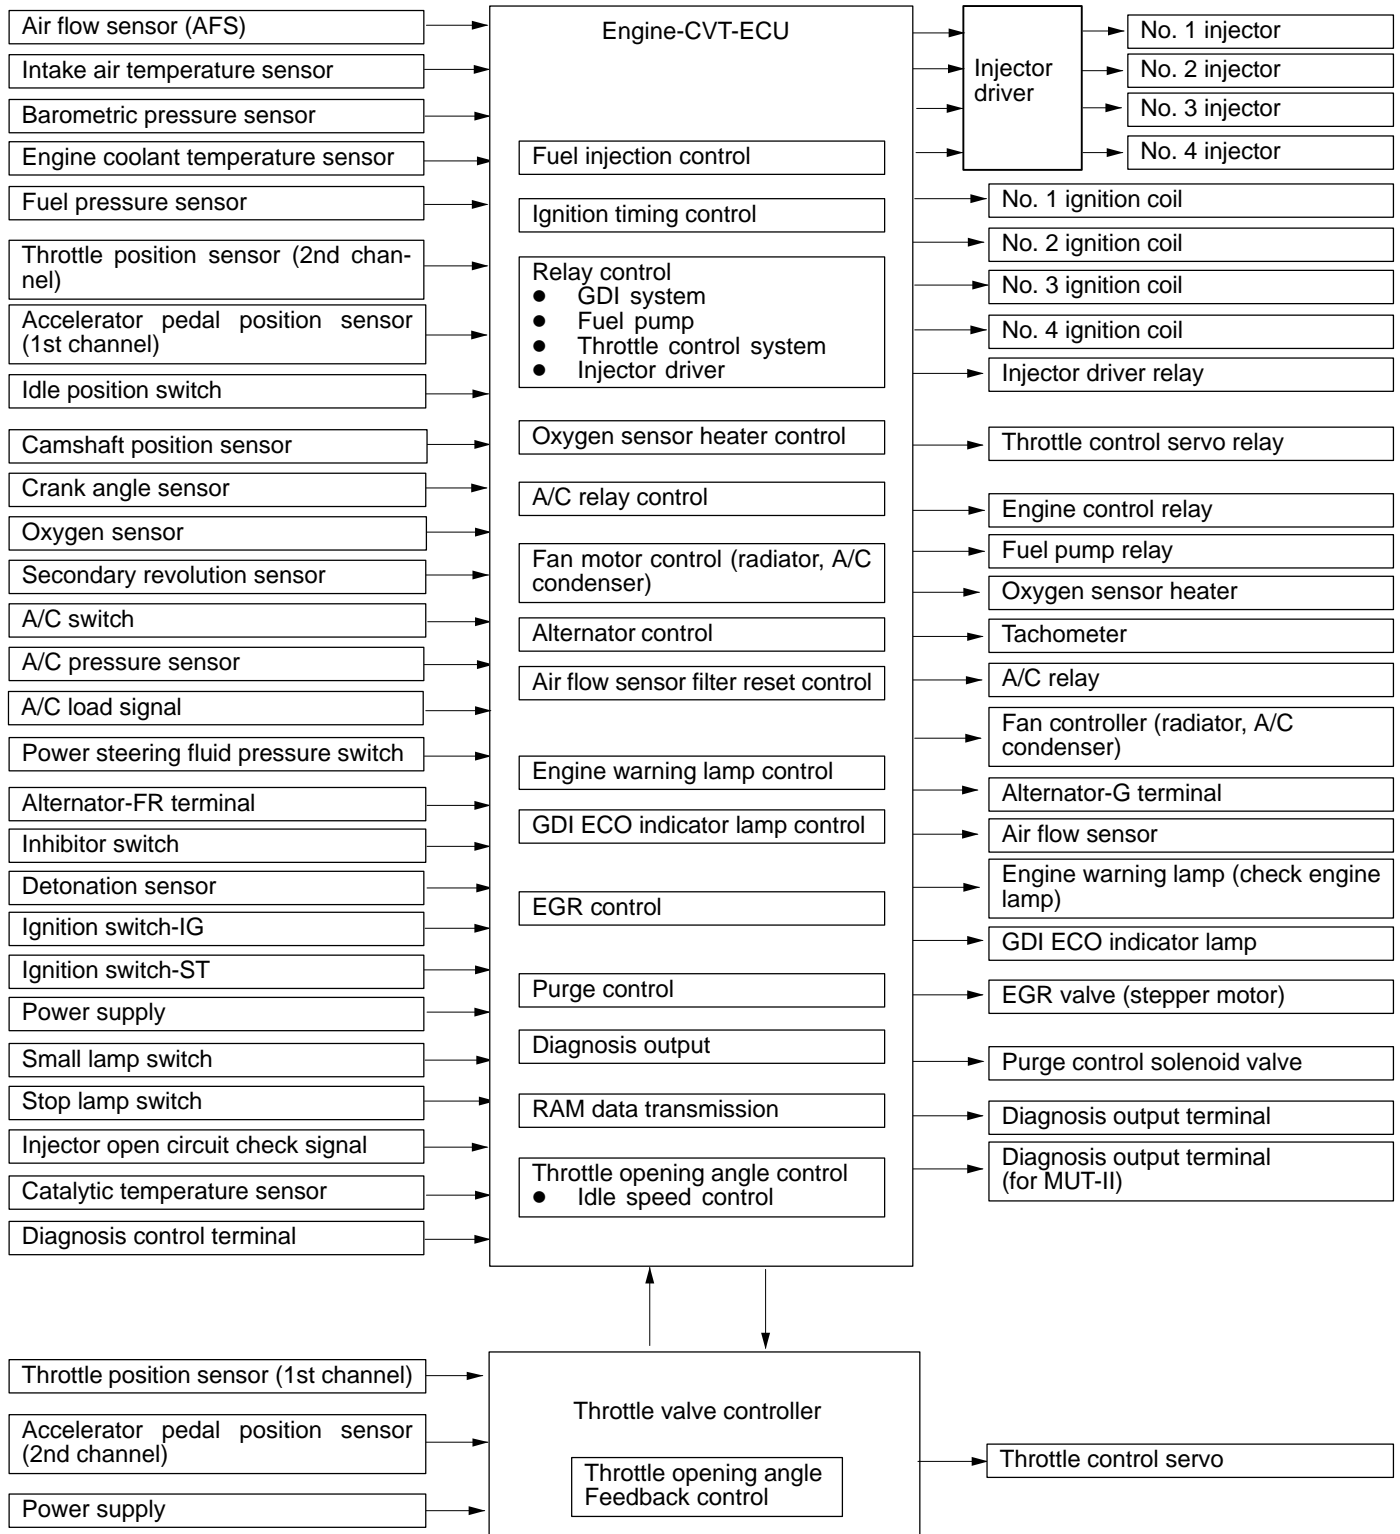 Air flow sensor (AFS)
Intake air temperature sensor
Barometric pressure sensor
Engine coolant temperature sensor
Fuel pressure sensor
Throttle position sensor (2nd chan-
nel)
Accelerator pedal position sensor
(1st channel)
Idle position switch
Camshaft position sensor
Crank angle sensor
Oxygen sensor
Secondary revolution sensor
A/C switch
A/C pressure sensor
A/C load signal
Power steering fluid pressure switch
Alternator-FR terminal
Inhibitor switch
Detonation sensor
Ignition switch-IG
Ignition switch-ST
Power supply
Small lamp switch
Stop lamp switch
Injector open circuit check signal
Catalytic temperature sensor
Diagnosis control terminal
Engine-CVT-ECU
Fuel injection control
Ignition timing control
Relay control
● GDI system
● Fuel pump
● Throttle control system
● Injector driver
Oxygen sensor heater control
A/C relay control
Fan motor control (radiator, A/C
condenser)
Alternator control
Air flow sensor filter reset control
Engine warning lamp control
GDI ECO indicator lamp control
EGR control
Purge control
Diagnosis output
RAM data transmission
Throttle opening angle control
● Idle speed control
Injector
driver
No. 1 injector
No. 2 injector
No. 3 injector
No. 4 injector
No. 1 ignition coil
No. 2 ignition coil
No. 3 ignition coil
No. 4 ignition coil
Injector driver relay
Throttle control servo relay
Engine control relay
Fuel pump relay
Oxygen sensor heater
Tachometer
A/C relay
Fan controller (radiator, A/C
condenser)
Alternator-G terminal
Air flow sensor
Engine warning lamp (check engine
lamp)
GDI ECO indicator lamp
EGR valve (stepper motor)
Purge control solenoid valve
Diagnosis output terminal
Diagnosis output terminal
(for MUT-II)
Throttle position sensor (1st channel)
Accelerator pedal position sensor
(2nd channel)
Power supply
Throttle valve controller
Throttle opening angle
Feedback control
Throttle control servo